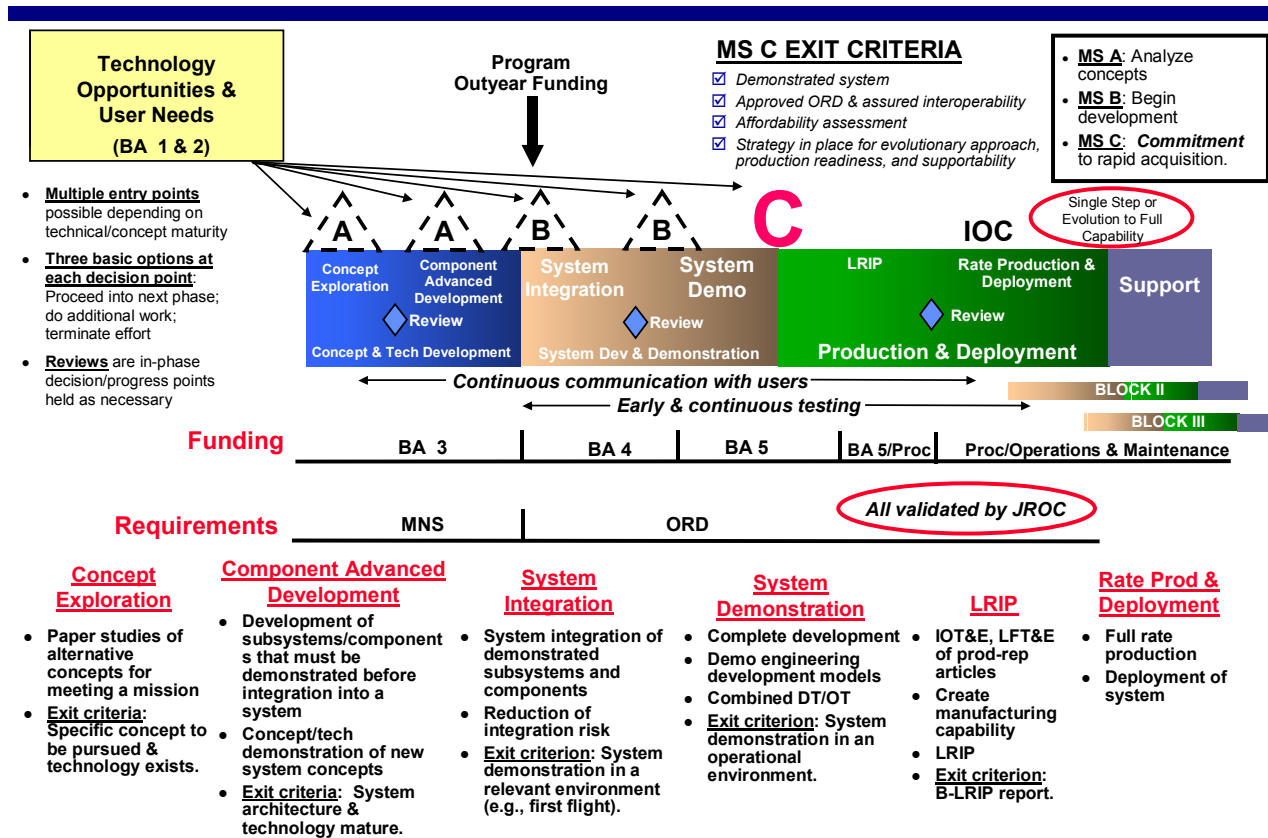 Technology
Opportunities &
User Needs
(BA 1 & 2)
Program
Outyear Funding
MS C EXIT CRITERIA
Demonstrated system
Approved ORD & assured interoperability
Affordability assessment
Strategy in place for evolutionary approach,
production readiness, and supportability
• MS A: Analyze
concepts
• MS B: Begin
development
• MS C: Commitment
to rapid acquisition.
• Multiple entry points
possible depending on
technical/concept maturity
• Three basic options at
each decision point:
Proceed into next phase;
do additional work;
terminate effort
• Reviews are in-phase
decision/progress points
held as necessary
A
A
B
B
C
IOC
Single Step or
Evolution to Full
Capability
Concept
Exploration
Component
Advanced
Development
Review
Concept & Tech Development
System
Integration
System
Demo
Review
System Dev & Demonstration
LRIP
Rate Production &
Deployment
Review
Production & Deployment
Support
Continuous communication with users
Early & continuous testing
BLOCK II
BLOCK III
Funding
BA 3
BA 4
BA 5
BA 5/Proc
Proc/Operations & Maintenance
Requirements
MNS
ORD
All validated by JROC
Concept
Exploration
• Paper studies of
alternative
concepts for
meeting a mission
• Exit criteria:
Specific concept to
be pursued &
technology exists.
Component Advanced
Development
• Development of
subsystems/component
s that must be
demonstrated before
integration into a
system
• Concept/tech
demonstration of new
system concepts
• Exit criteria: System
architecture &
technology mature.
System
Integration
• System integration of
demonstrated
subsystems and
components
• Reduction of
integration risk
• Exit criterion: System
demonstration in a
relevant environment
(e.g., first flight).
System
Demonstration
• Complete development
• Demo engineering
development models
• Combined DT/OT
• Exit criterion: System
demonstration in an
operational
environment.
LRIP
• IOT&E, LFT&E
of prod-rep
articles
• Create
manufacturing
capability
• LRIP
• Exit criterion:
B-LRIP report.
Rate Prod &
Deployment
• Full rate
production
• Deployment of
system